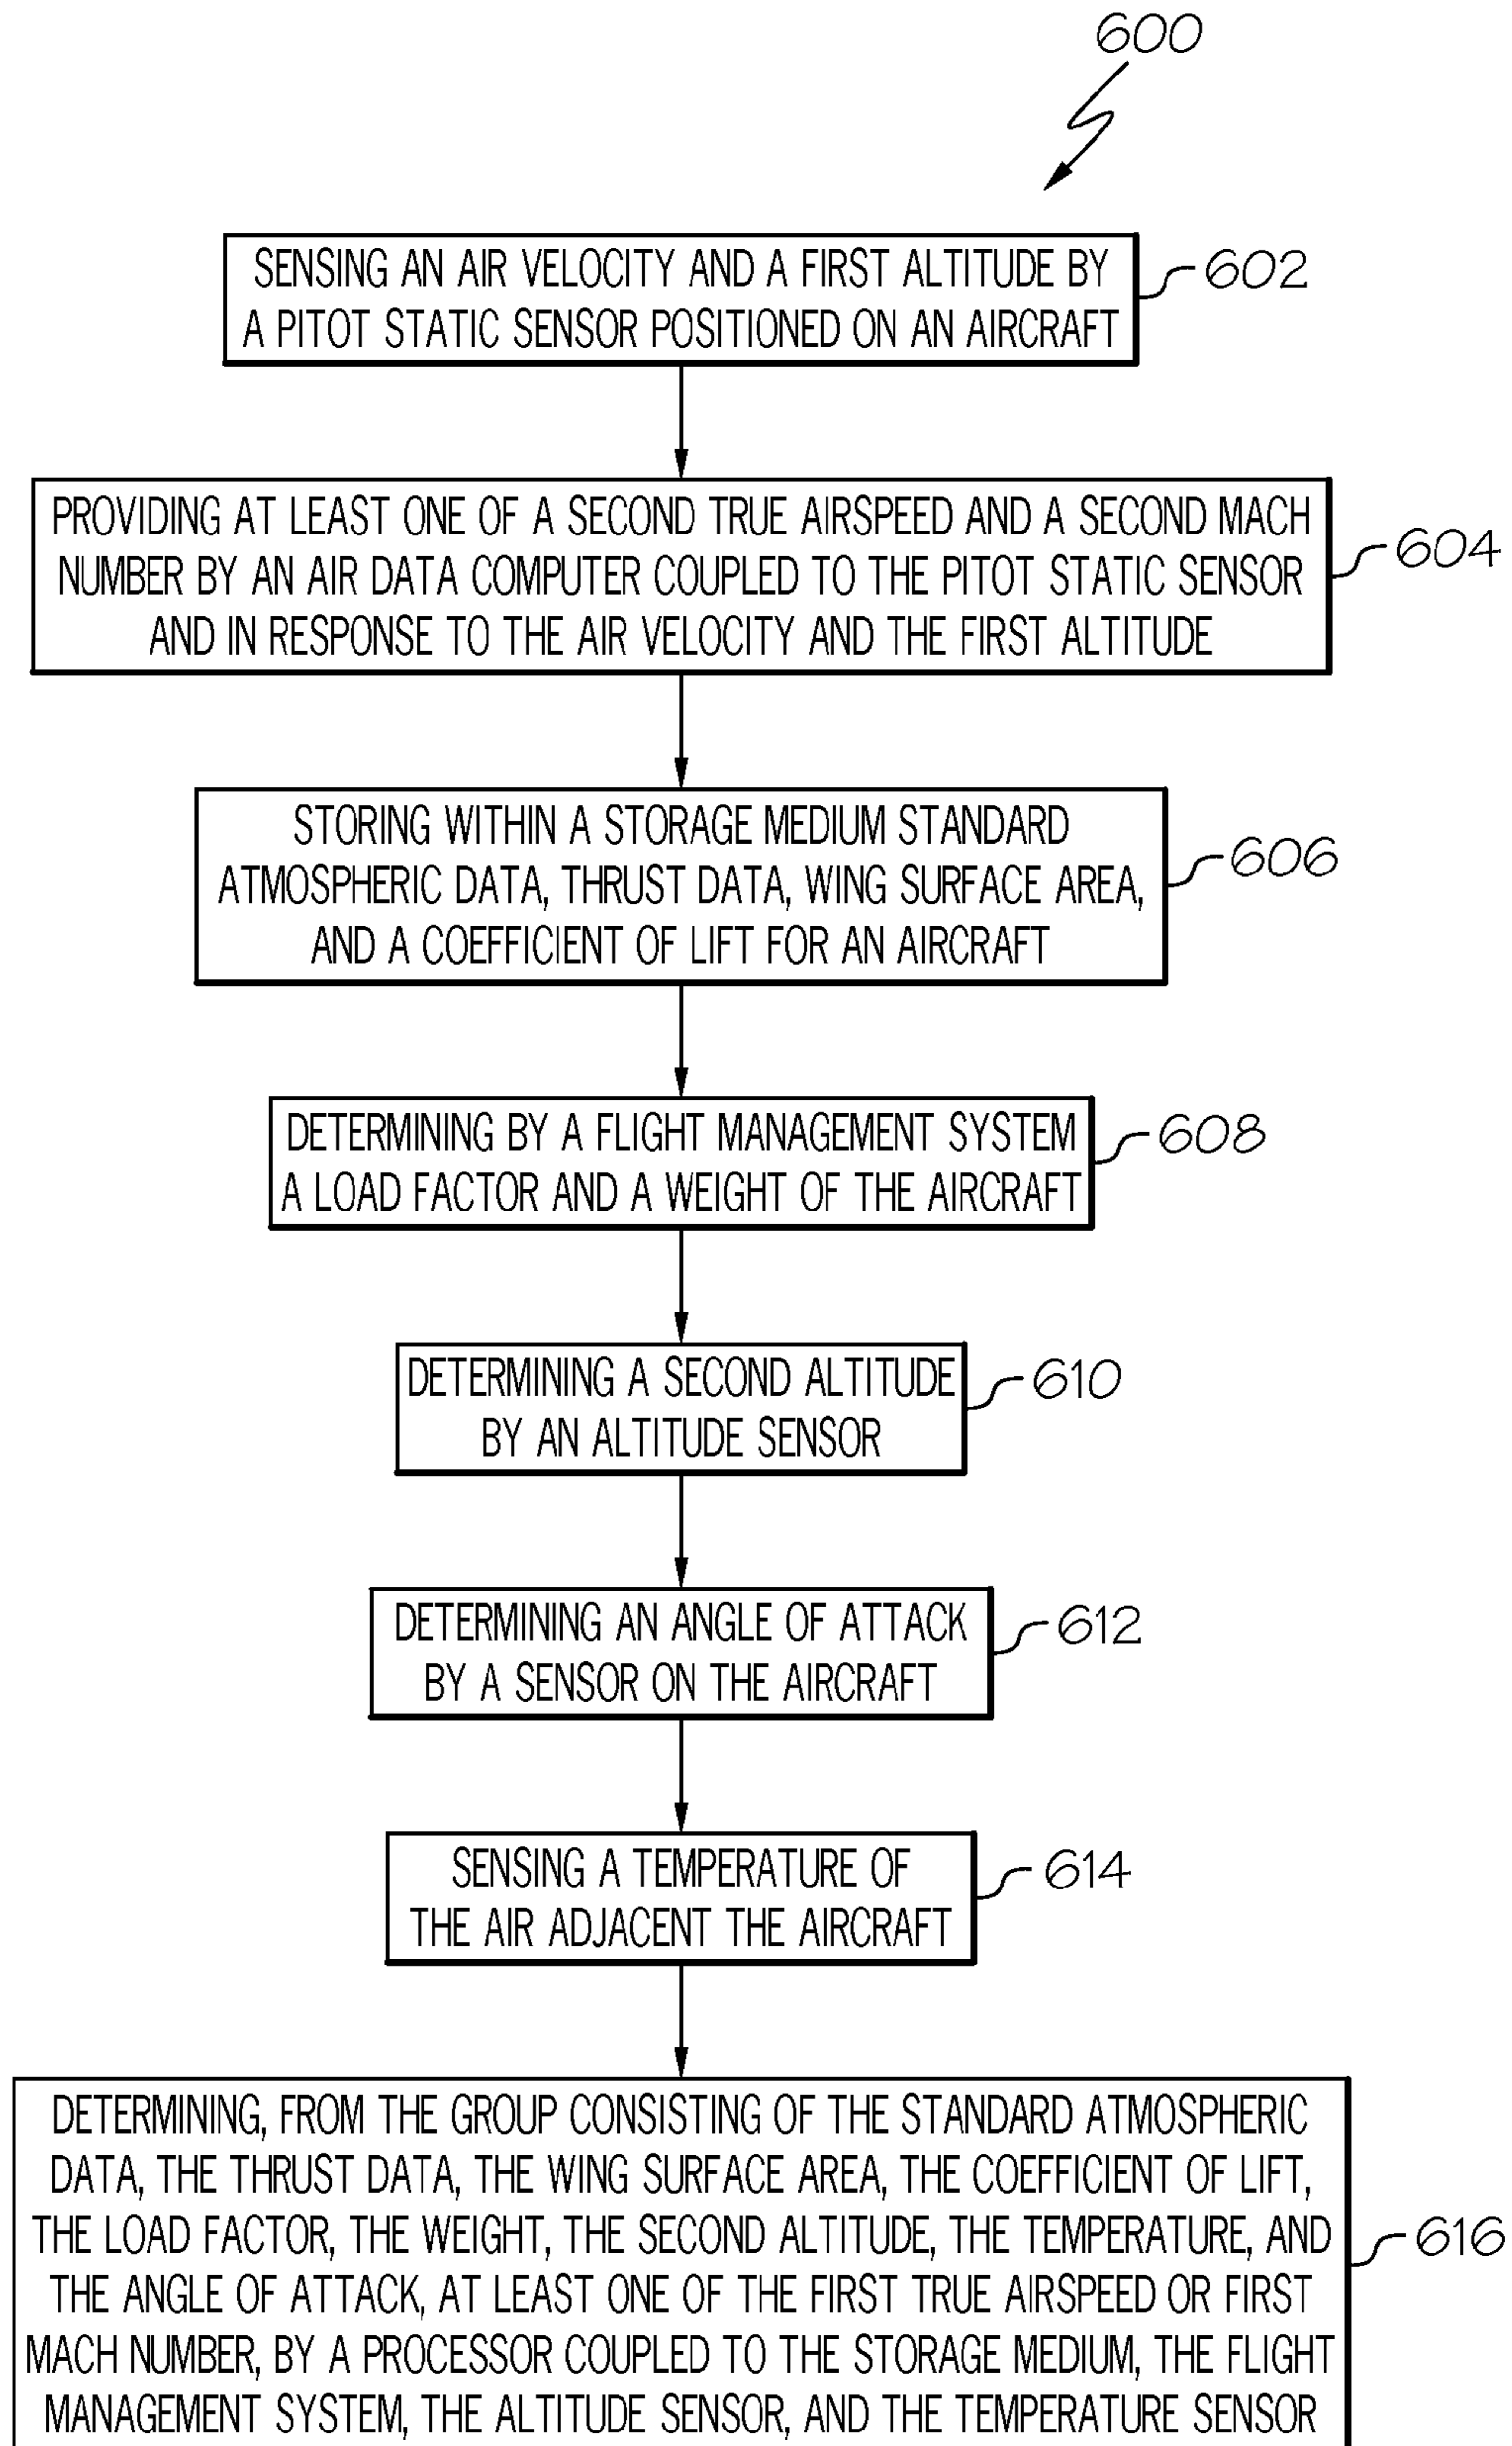 600
SENSING AN AIR VELOCITY AND A FIRST ALTITUDE BY
A PITOT STATIC SENSOR POSITIONED ON AN AIRCRAFT
602
PROVIDING AT LEAST ONE OF A SECOND TRUE AIRSPEED AND A SECOND MACH
NUMBER BY AN AIR DATA COMPUTER COUPLED TO THE PITOT STATIC SENSOR
AND IN RESPONSE TO THE AIR VELOCITY AND THE FIRST ALTITUDE
604
STORING WITHIN A STORAGE MEDIUM STANDARD
ATMOSPHERIC DATA, THRUST DATA, WING SURFACE AREA,
AND A COEFFICIENT OF LIFT FOR AN AIRCRAFT
606
DETERMINING BY A FLIGHT MANAGEMENT SYSTEM
A LOAD FACTOR AND A WEIGHT OF THE AIRCRAFT
608
DETERMINING A SECOND ALTITUDE
BY AN ALTITUDE SENSOR
610
DETERMINING AN ANGLE OF ATTACK
BY A SENSOR ON THE AIRCRAFT
612
SENSING A TEMPERATURE OF
THE AIR ADJACENT THE AIRCRAFT
614
DETERMINING, FROM THE GROUP CONSISTING OF THE STANDARD ATMOSPHERIC
DATA, THE THRUST DATA, THE WING SURFACE AREA, THE COEFFICIENT OF LIFT,
THE LOAD FACTOR, THE WEIGHT, THE SECOND ALTITUDE, THE TEMPERATURE, AND
THE ANGLE OF ATTACK, AT LEAST ONE OF THE FIRST TRUE AIRSPEED OR FIRST
MACH NUMBER, BY A PROCESSOR COUPLED TO THE STORAGE MEDIUM, THE FLIGHT
MANAGEMENT SYSTEM, THE ALTITUDE SENSOR, AND THE TEMPERATURE SENSOR
616